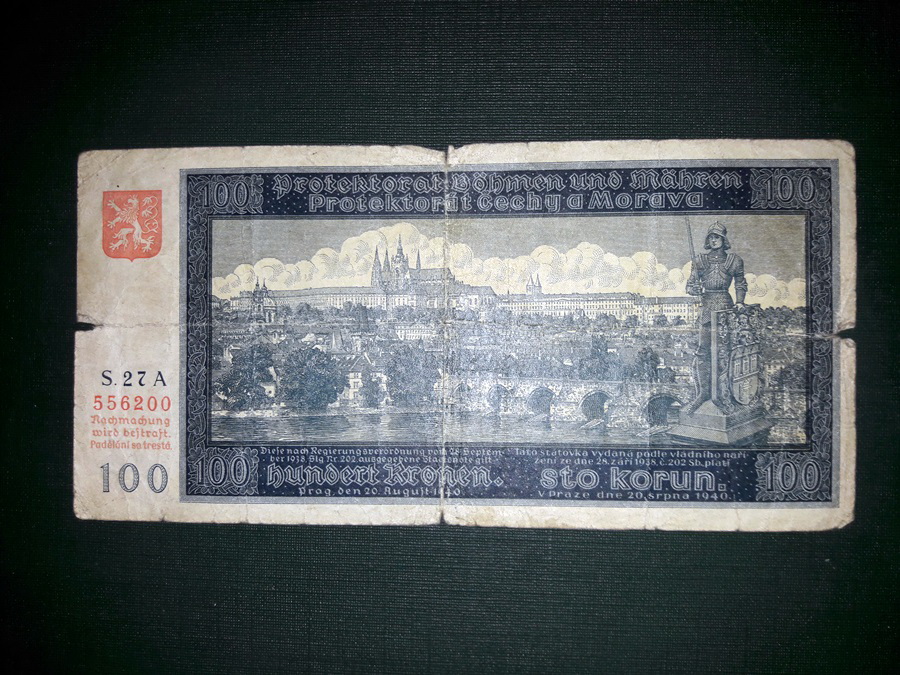 100 Protektorat Böhmen und Mähren 100
Protektorát Čechy a Morava
S. 27 A
556200
Nachmachung
wird bestraft.
Padělání se trestá.
100
Diese nach Regierungsverordnung vom 28. Septem-
ber 1938 Slg Nr. 202 ausgegebene Staatsnote gilt
hundert Kronen.
Prag, den 20. August 1940
Tato státovka vydaná podle vládního naří-
zení ze dne 28. září 1938, č. 202 Sb. platí
sto korun.
V Praze dne 20. srpna 1940.
100
100